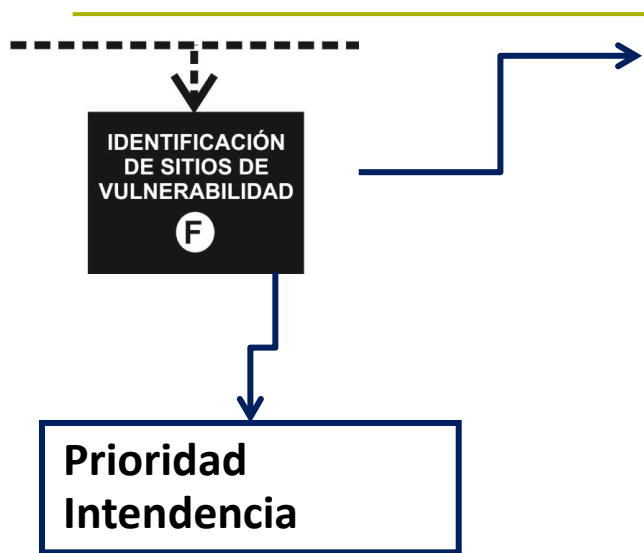 IDENTIFICACIÓN
DE SITIOS DE
VULNERABILIDAD
F
Prioridad
Intendencia